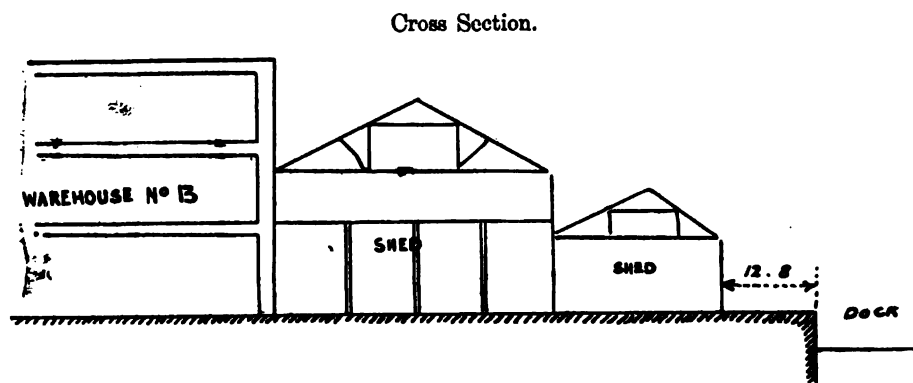 Cross Section.
WAREHOUSE Nº 13
SHED
SHED
12.8
DOCK